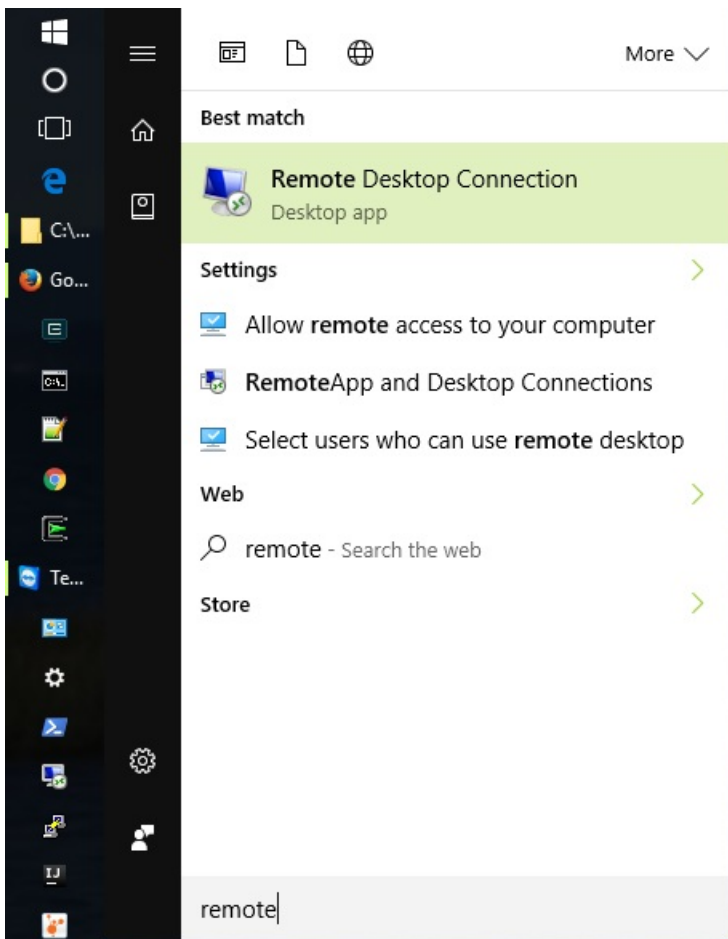 More
Best match
Remote Desktop Connection
Desktop app
C:\...
Settings
Go...
Allow remote access to your computer
C:\.
RemoteApp and Desktop Connections
Select users who can use remote desktop
Web
remote - Search the web
Te...
Store
IJ
remote